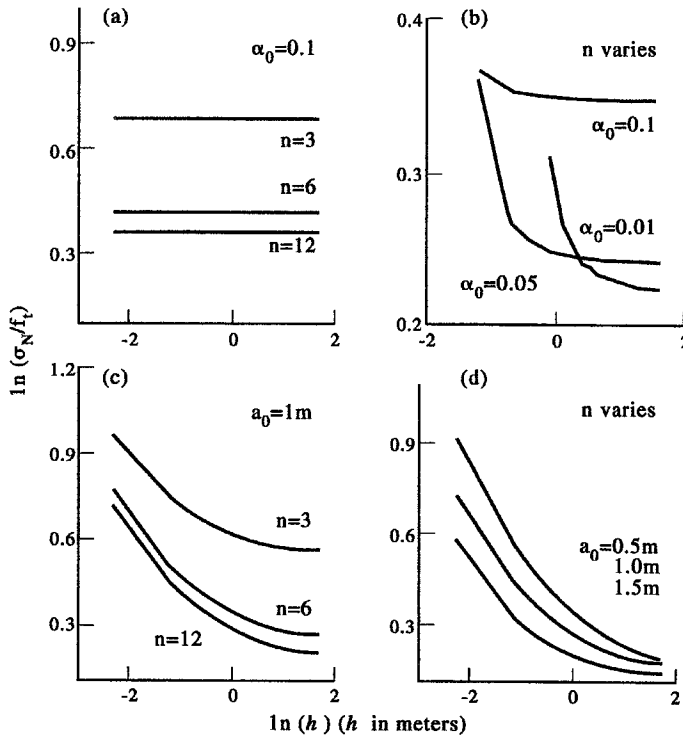 (a)
α₀=0.1
0.9
0.6
0.3
n=3
n=6
n=12
-2
0
2
(b)
n varies
0.4
0.3
0.2
α₀=0.1
α₀=0.01
α₀=0.05
-2
0
2
ln (σN/ft)
(c)
a₀=1m
1.2
0.9
0.6
0.3
n=3
n=6
n=12
-2
0
2
(d)
n varies
0.9
0.6
0.3
a₀=0.5m
1.0m
1.5m
-2
0
2
ln (h) (h in meters)